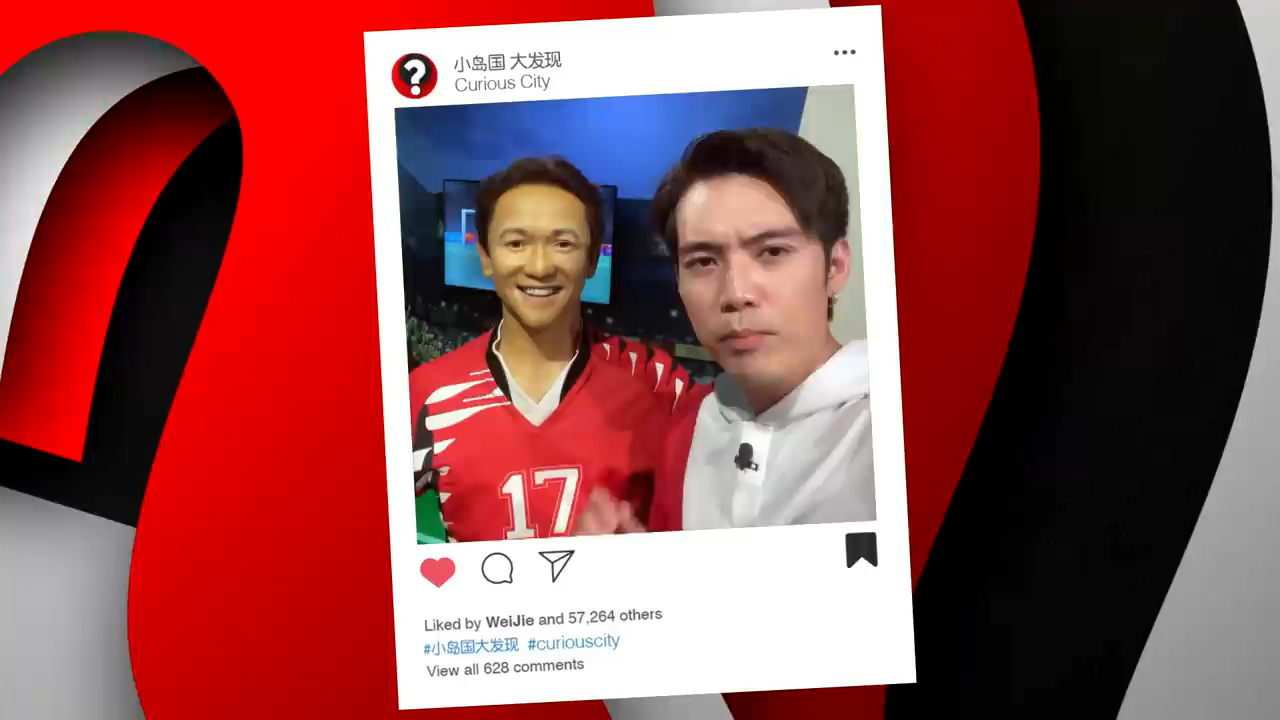 ?
小岛国 大发现
Curious City
17
Liked by WeiJie and 57,264 others
#小岛国大发现 #curiouscity
View all 628 comments